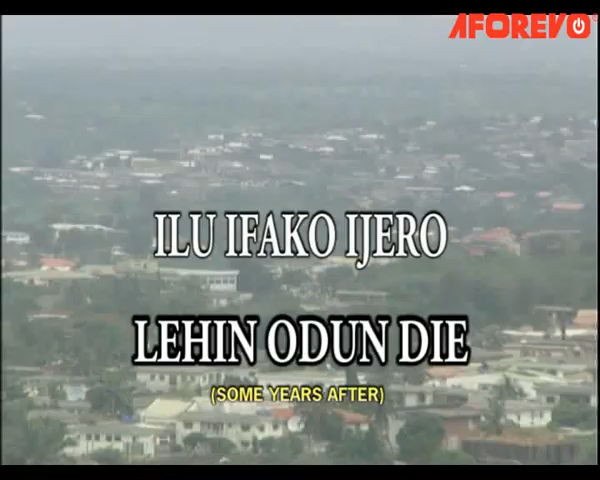 AFOREVO
ILU IFAKO IJERO
LEHIN ODUN DIE
(SOME YEARS AFTER)